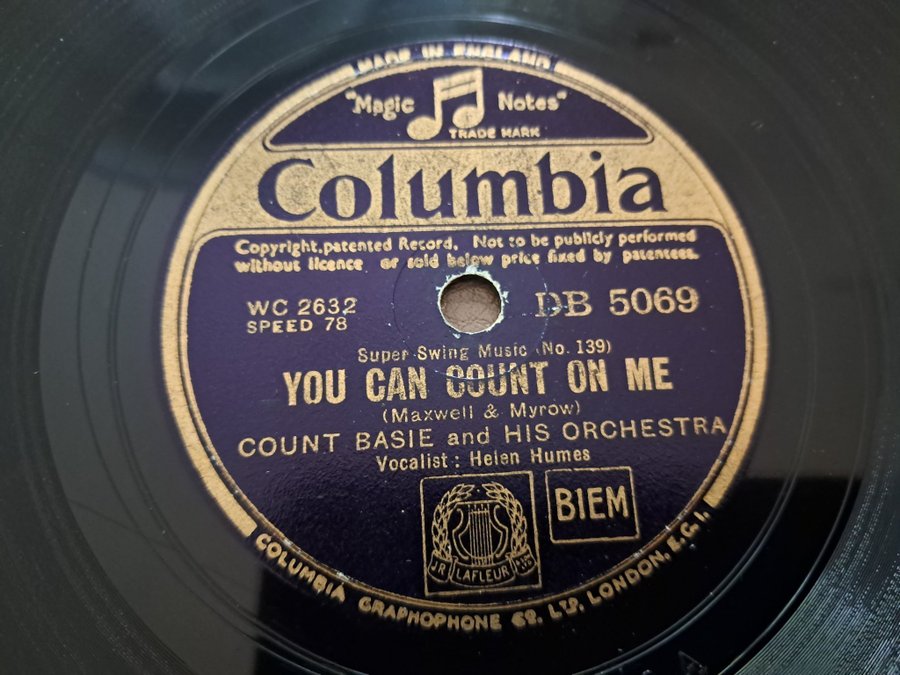 MADE IN ENGLAND
"Magic Notes"
TRADE MARK
Columbia
Copyright, patented Record. Not to be publicly performed
without licence or sold below price fixed by patentees.
WC 2632 DB 5069
SPEED 78
Super Swing Music (No. 139)
YOU CAN COUNT ON ME
(Maxwell & Myrow)
COUNT BASIE and HIS ORCHESTRA
Vocalist : Helen Humes
BIEM
JR LAFLEUR
COLUMBIA GRAPHOPHONE CO. LTD. LONDON. E.C.1.